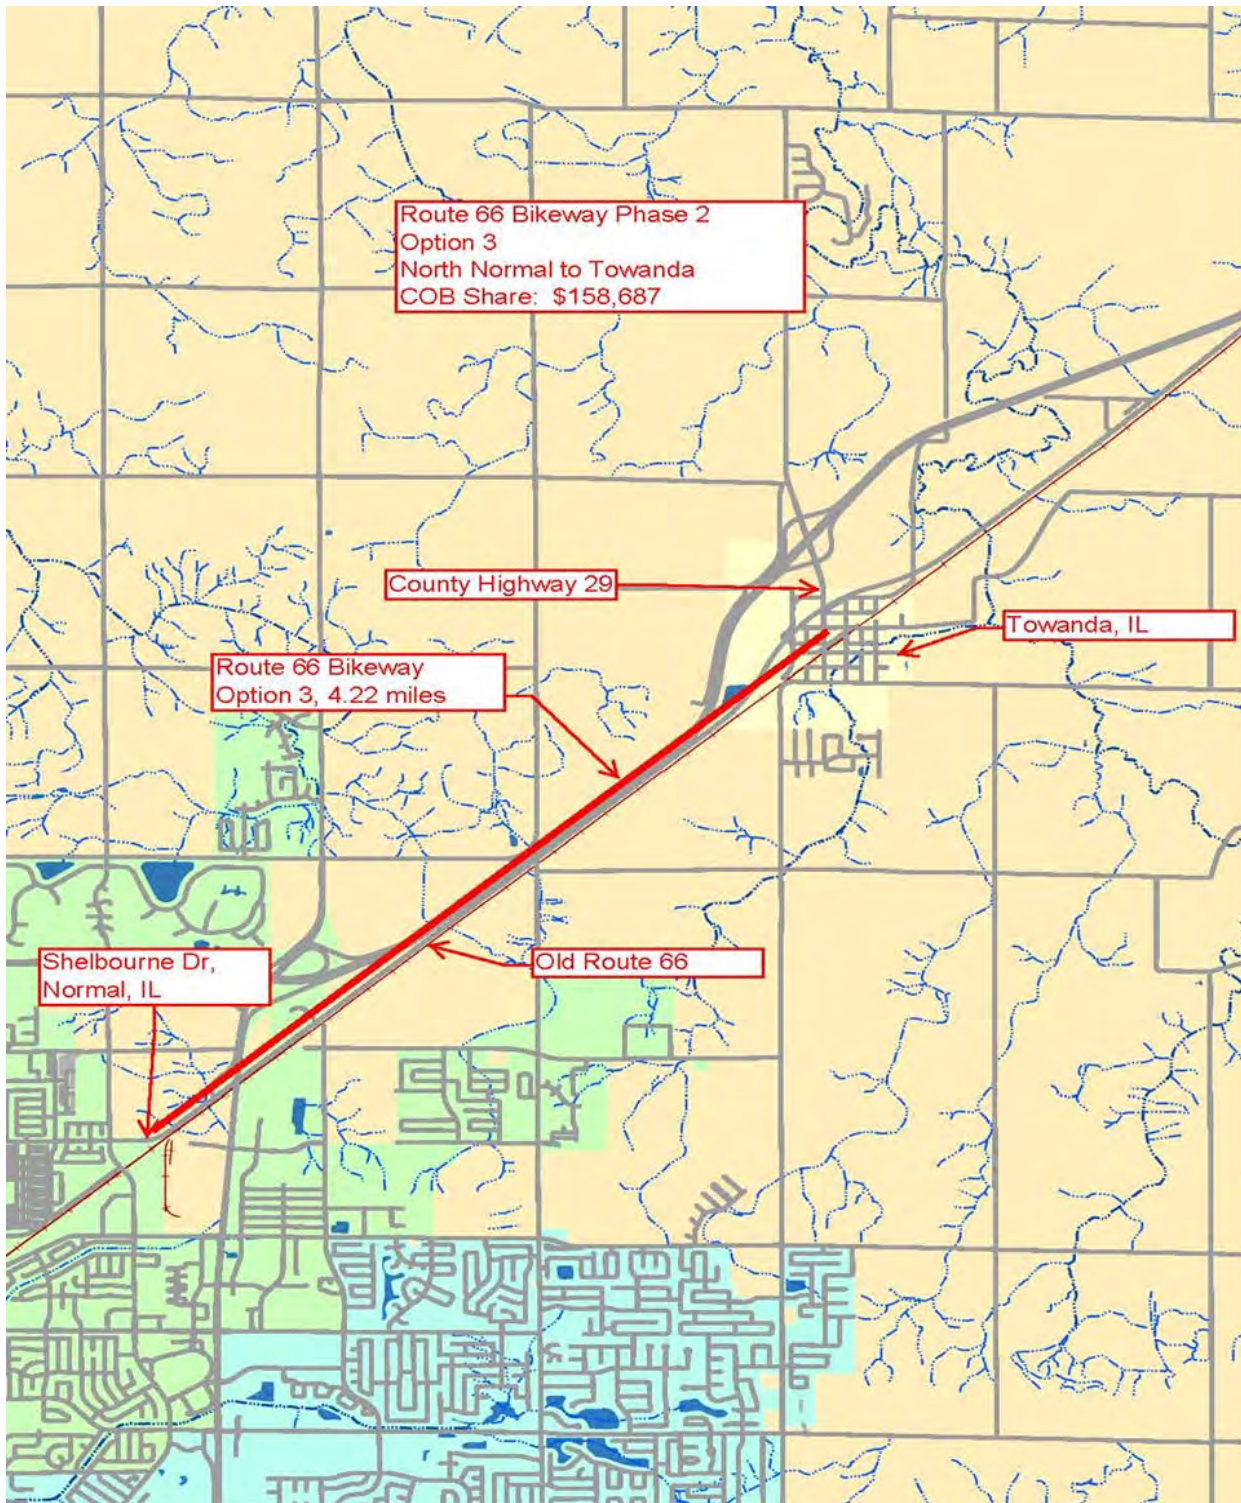 Route 66 Bikeway Phase 2
Option 3
North Normal to Towanda
COB Share: $158,687
County Highway 29
Towanda, IL
Route 66 Bikeway
Option 3, 4.22 miles
Shelbourne Dr,
Normal, IL
Old Route 66